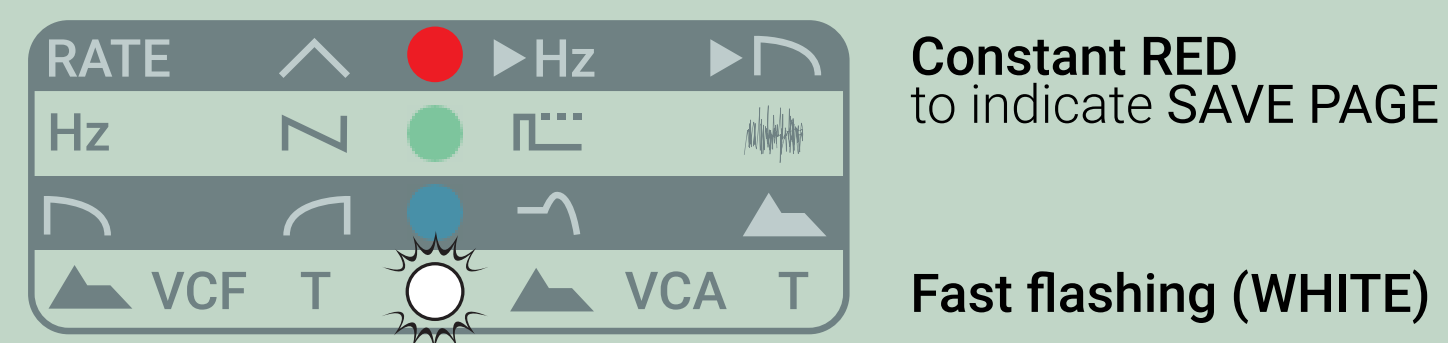 RATE Hz
Constant RED
to indicate SAVE PAGE
Hz
VCF T VCA T
Fast flashing (WHITE)